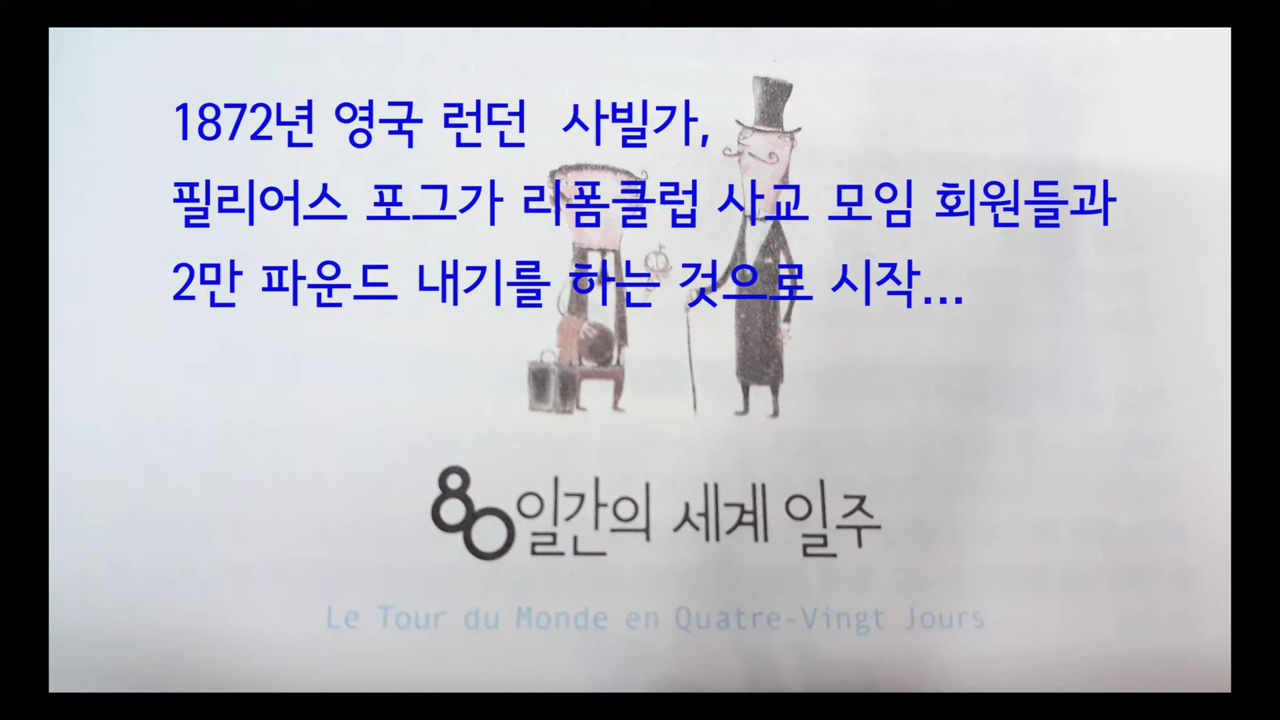 1872년 영국 런던 사빌가,
필리어스 포그가 리폼클럽 사교 모임 회원들과
2만 파운드 내기를 하는 것으로 시작...
80일간의 세계 일주
Le Tour du Monde en Quatre-Vingt Jours